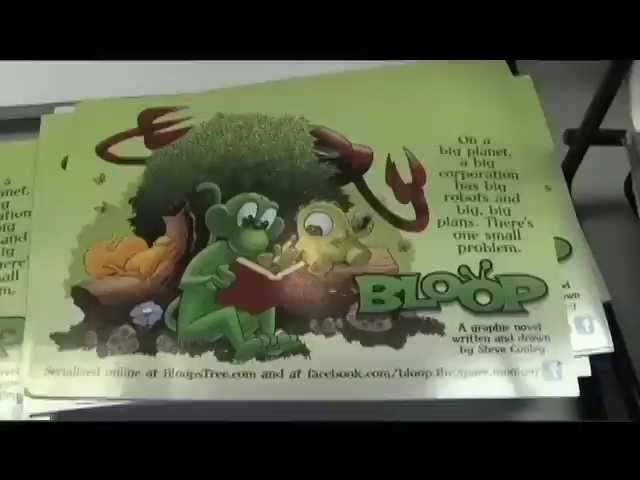 On a
big planet,
a big
corporation
has big
robots and
big, big
plans. There's
one small
problem.
BLOOP
A graphic novel
written and drawn
by Steve Conley
Serialized online at BloopsTree.com and at facebook.com/bloop.the.space.monkey